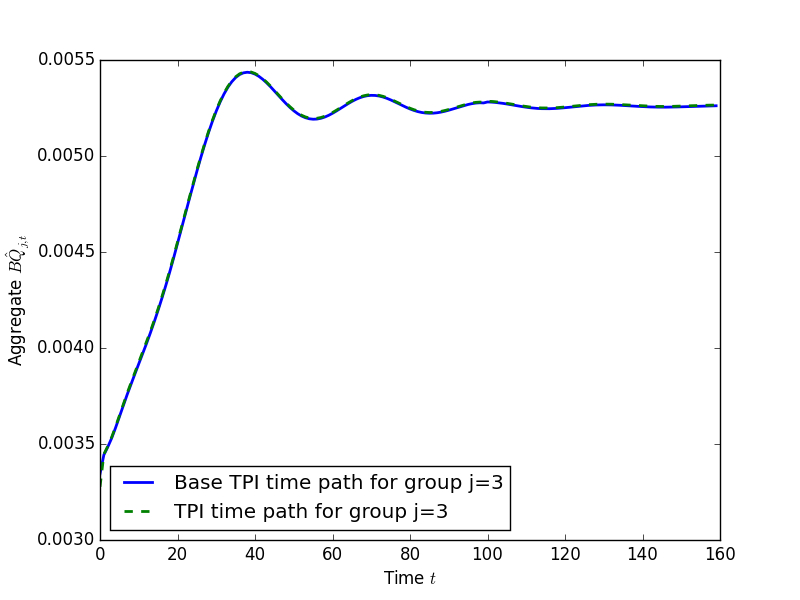 0.0055
0.0050
0.0045
0.0040
0.0035
0.0030
Aggregate $\hat{BQ}_{j,t}$
Base TPI time path for group j=3
TPI time path for group j=3
0 20 40 60 80 100 120 140 160
Time t